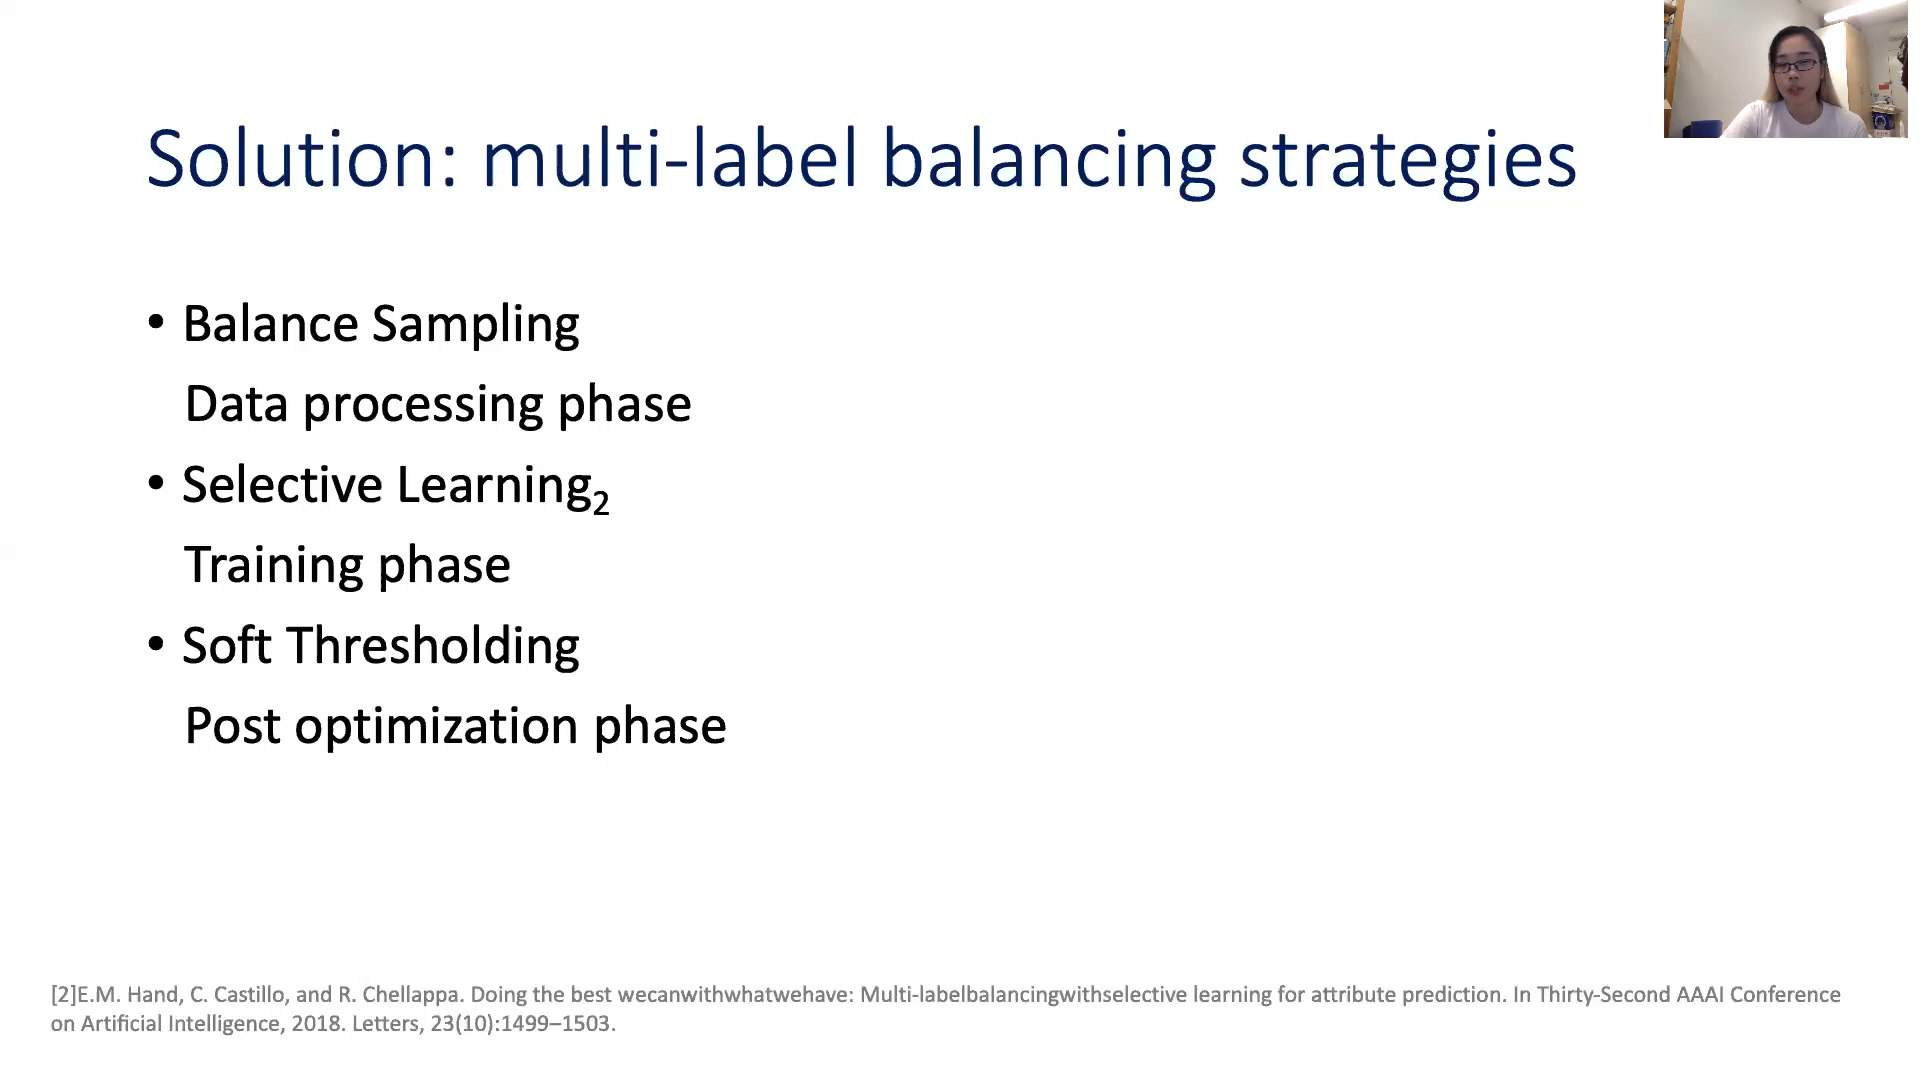 Solution: multi-label balancing strategies
• Balance Sampling
Data processing phase
• Selective Learning2
Training phase
• Soft Thresholding
Post optimization phase
[2]E.M. Hand, C. Castillo, and R. Chellappa. Doing the best wecanwithwhatwehave: Multi-labelbalancingwithselective learning for attribute prediction. In Thirty-Second AAAI Conference
on Artificial Intelligence, 2018. Letters, 23(10):1499–1503.